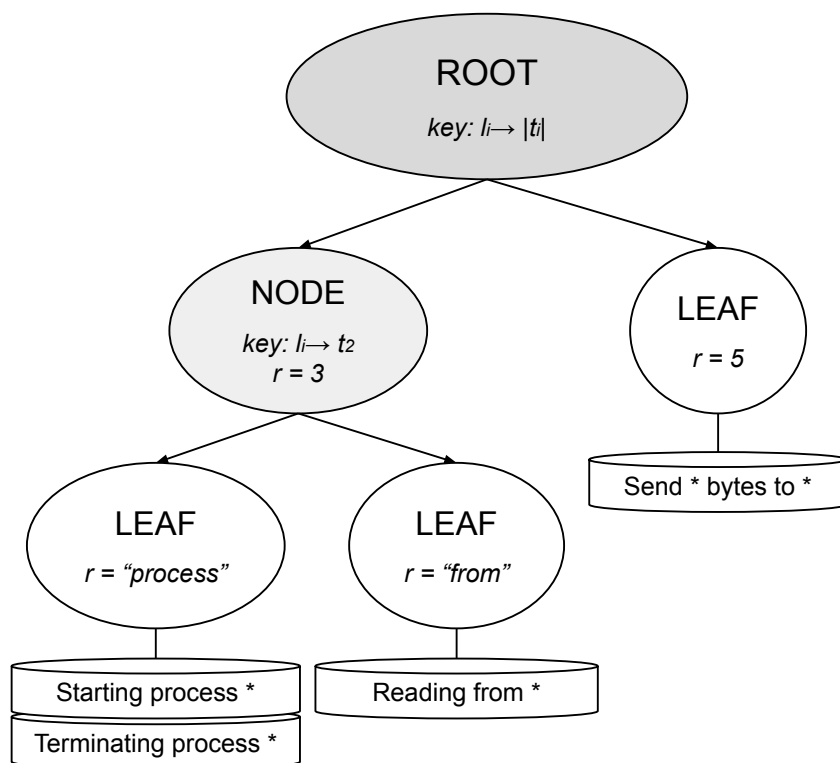 ROOT
key: li→ |ti|
NODE
key: li→ t2
r = 3
LEAF
r = 5
Send * bytes to *
LEAF
r = “process”
LEAF
r = “from”
Starting process *
Terminating process *
Reading from *